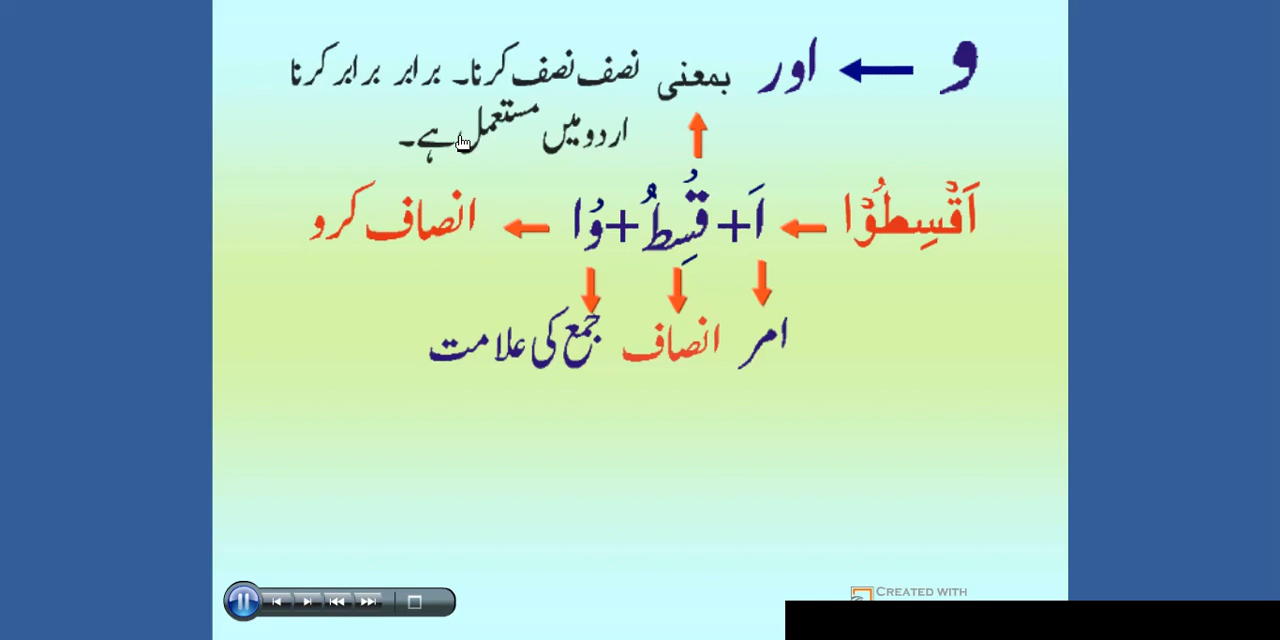 و ← اور بمعنی نصف نصف کرنا۔ برابر برابر کرنا
اردو میں مستعمل ہے۔
اَقْسِطُوْا ← اَ+قُسِطُ+وُا ← انصاف کرو
امر انصاف جمع کی علامت
CREATED WITH